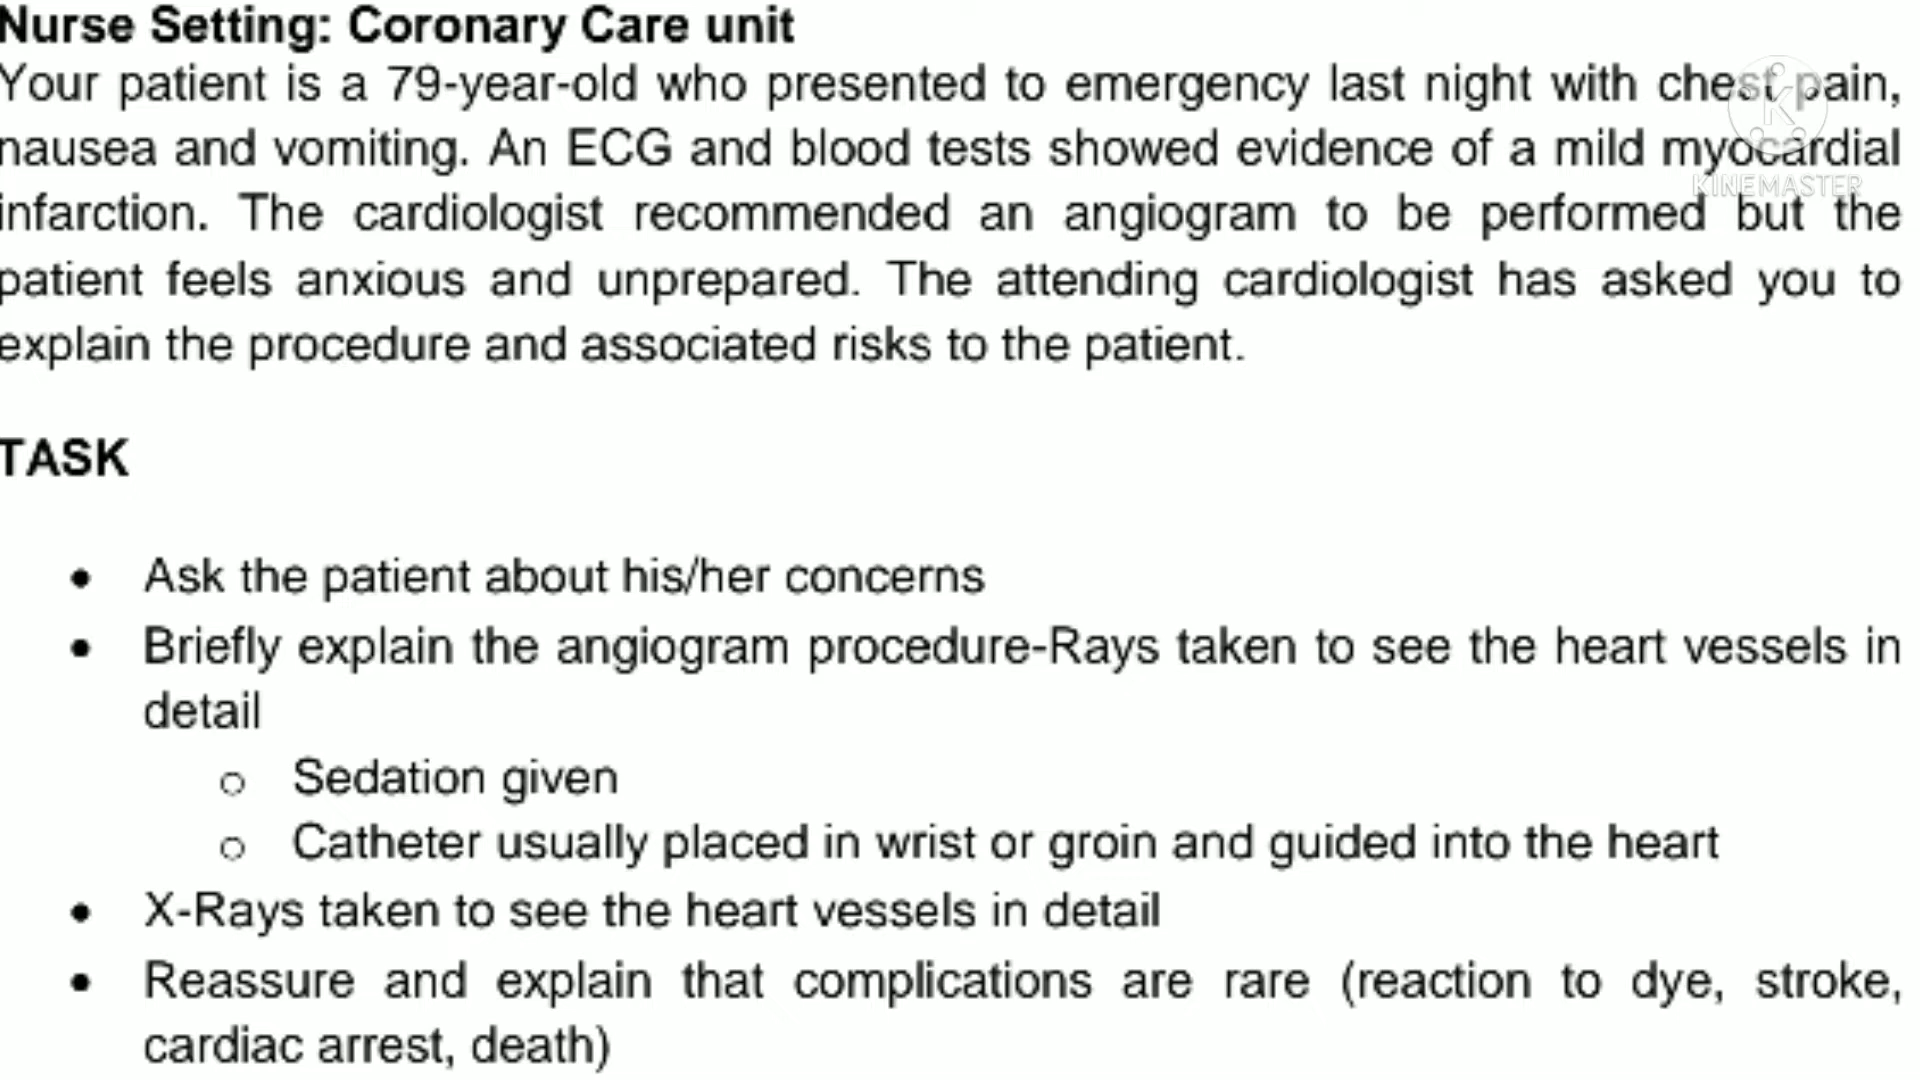 Nurse Setting: Coronary Care unit
Your patient is a 79-year-old who presented to emergency last night with chest pain,
nausea and vomiting. An ECG and blood tests showed evidence of a mild myocardial
infarction. The cardiologist recommended an angiogram to be performed but the
patient feels anxious and unprepared. The attending cardiologist has asked you to
explain the procedure and associated risks to the patient.
TASK
• Ask the patient about his/her concerns
• Briefly explain the angiogram procedure-Rays taken to see the heart vessels in
detail
o Sedation given
o Catheter usually placed in wrist or groin and guided into the heart
• X-Rays taken to see the heart vessels in detail
• Reassure and explain that complications are rare (reaction to dye, stroke,
cardiac arrest, death)
K
KINEMASTER